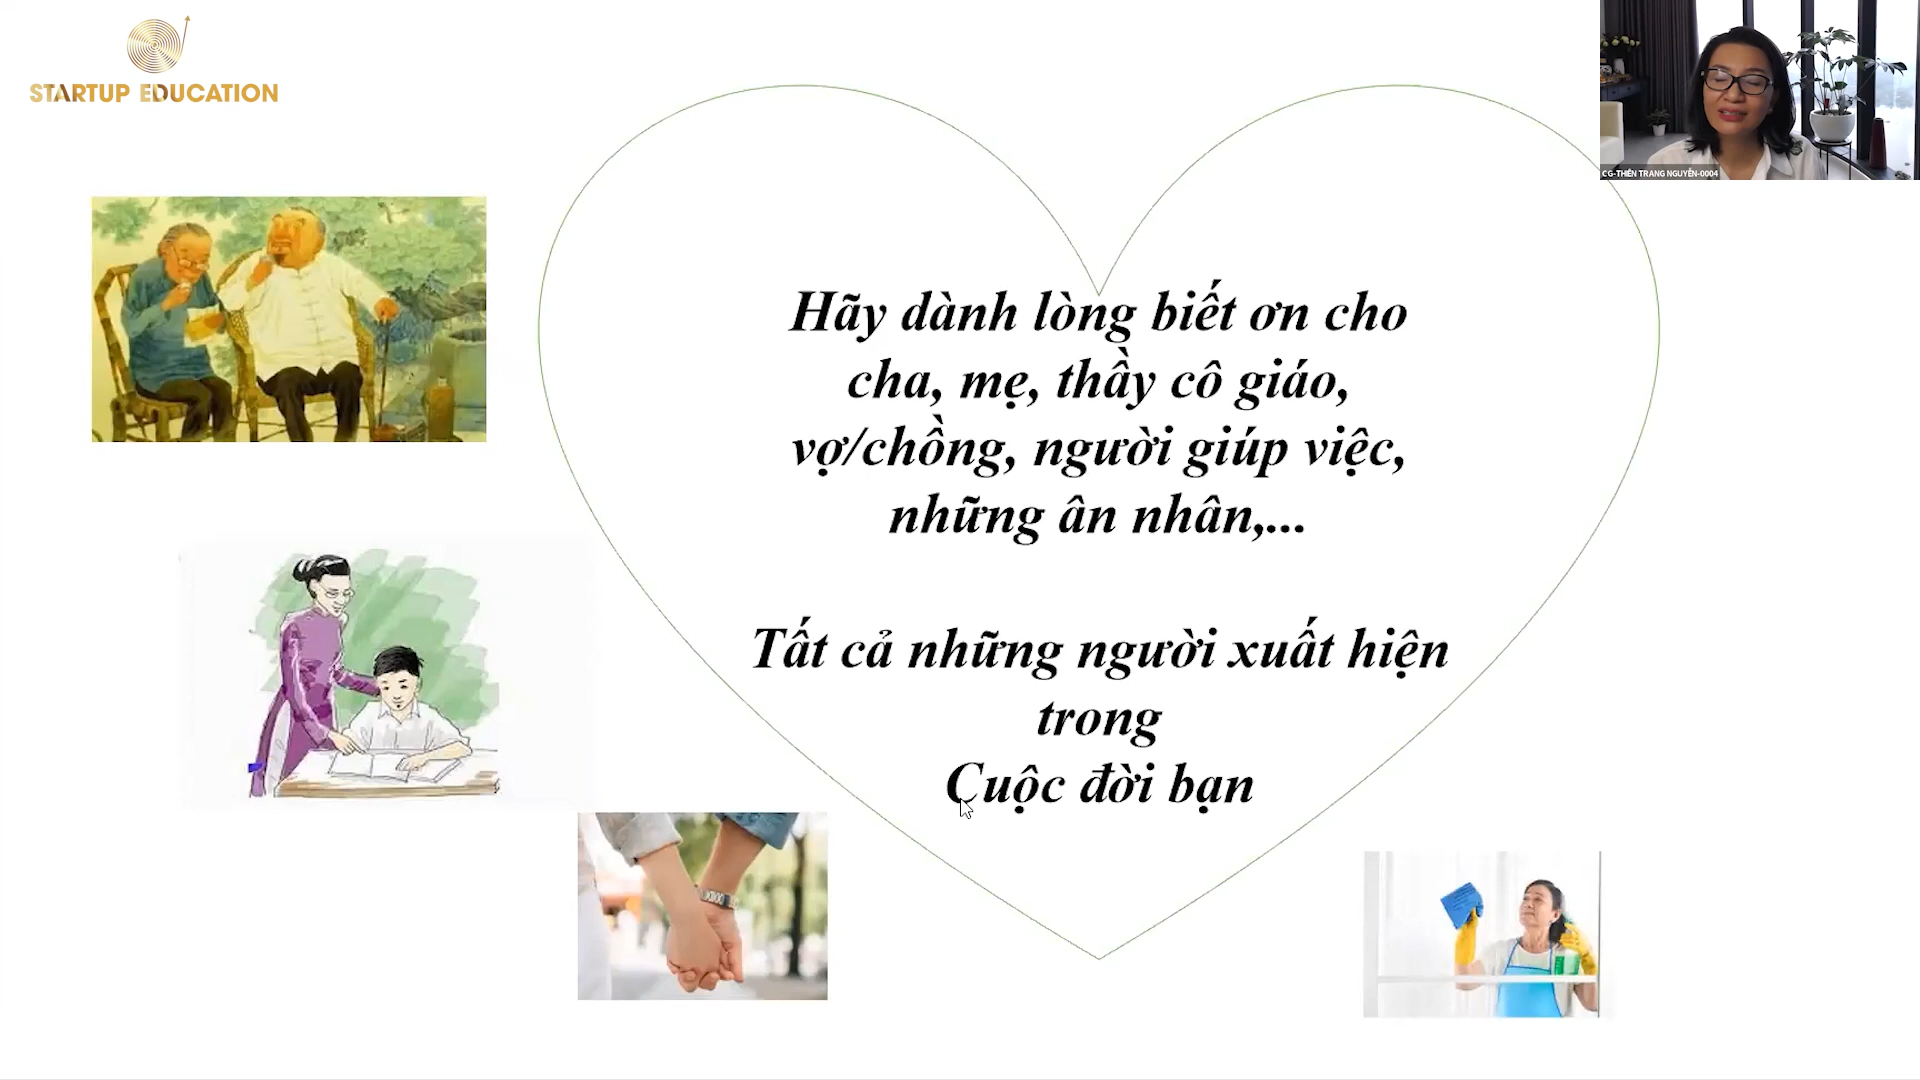 STARTUP EDUCATION
CG-THIÊN TRANG NGUYỄN-0004
Hãy dành lòng biết ơn cho
cha, mẹ, thầy cô giáo,
vợ/chồng, người giúp việc,
những ân nhân,...
Tất cả những người xuất hiện
trong
Cuộc đời bạn